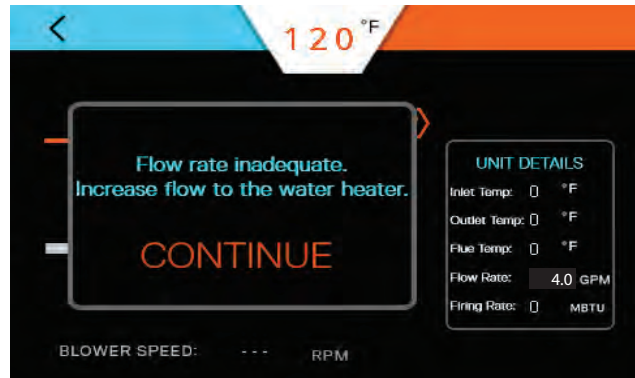 120 °F
Flow rate inadequate.
Increase flow to the water heater.
CONTINUE
UNIT DETAILS
Inlet Temp: 0 °F
Outlet Temp: 0 °F
Flue Temp: 0 °F
Flow Rate: 4.0 GPM
Firing Rate: 0 MBTU
BLOWER SPEED: --- RPM